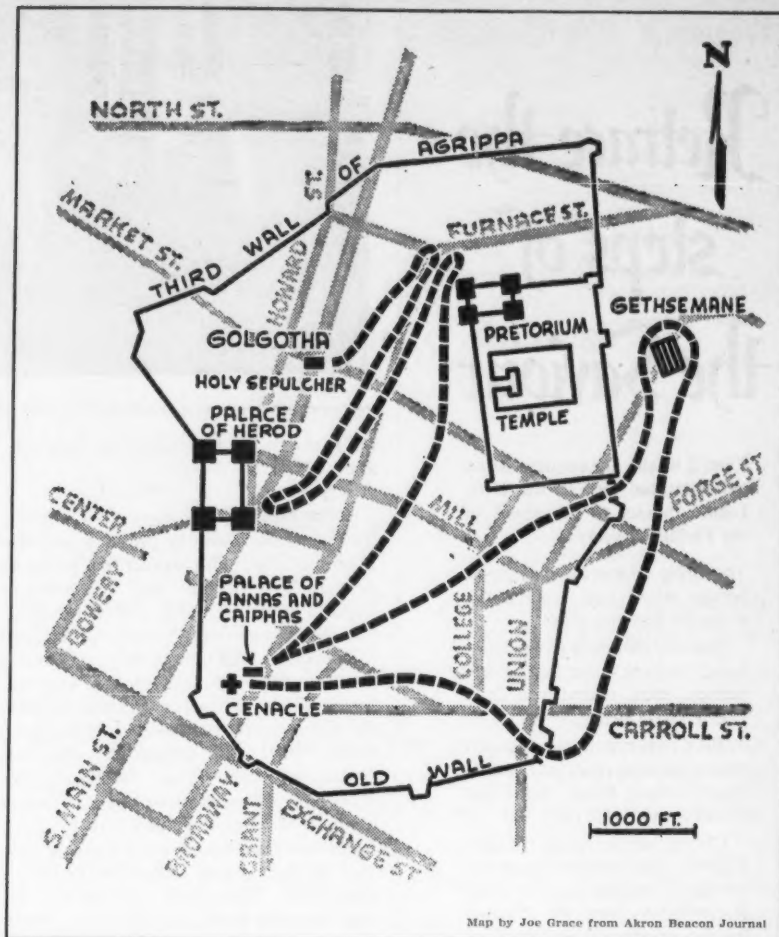 N
NORTH ST.
THIRD WALL OF AGRIPPA
MARKET ST.
HOWARD ST.
FURNACE ST.
GETHSEMANE
GOLGOTHA
HOLY SEPULCHER
PRETORIUM
TEMPLE
PALACE
OF HEROD
CENTER
BOWERY
MILL
FORGE ST
PALACE OF
ANNAS AND
CAIPHAS
COLLEGE
UNION
CENACLE
CARROLL ST.
OLD WALL
S. MAIN ST.
BRORDWAY
GRANT
EXCHANGE ST
1000 FT.
Map by Joe Grace from Akron Beacon Journal